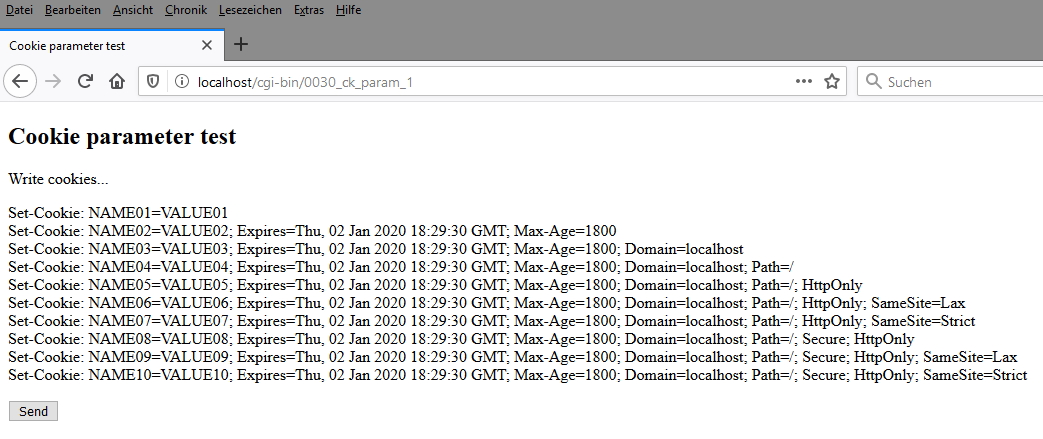 Datei Bearbeiten Ansicht Chronik Lesezeichen Extras Hilfe
Cookie parameter test
localhost/cgi-bin/0030_ck_param_1
Suchen
Cookie parameter test
Write cookies...
Set-Cookie: NAME01=VALUE01
Set-Cookie: NAME02=VALUE02; Expires=Thu, 02 Jan 2020 18:29:30 GMT; Max-Age=1800
Set-Cookie: NAME03=VALUE03; Expires=Thu, 02 Jan 2020 18:29:30 GMT; Max-Age=1800; Domain=localhost
Set-Cookie: NAME04=VALUE04; Expires=Thu, 02 Jan 2020 18:29:30 GMT; Max-Age=1800; Domain=localhost; Path=/
Set-Cookie: NAME05=VALUE05; Expires=Thu, 02 Jan 2020 18:29:30 GMT; Max-Age=1800; Domain=localhost; Path=/; HttpOnly
Set-Cookie: NAME06=VALUE06; Expires=Thu, 02 Jan 2020 18:29:30 GMT; Max-Age=1800; Domain=localhost; Path=/; HttpOnly; SameSite=Lax
Set-Cookie: NAME07=VALUE07; Expires=Thu, 02 Jan 2020 18:29:30 GMT; Max-Age=1800; Domain=localhost; Path=/; HttpOnly; SameSite=Strict
Set-Cookie: NAME08=VALUE08; Expires=Thu, 02 Jan 2020 18:29:30 GMT; Max-Age=1800; Domain=localhost; Path=/; Secure; HttpOnly
Set-Cookie: NAME09=VALUE09; Expires=Thu, 02 Jan 2020 18:29:30 GMT; Max-Age=1800; Domain=localhost; Path=/; Secure; HttpOnly; SameSite=Lax
Set-Cookie: NAME10=VALUE10; Expires=Thu, 02 Jan 2020 18:29:30 GMT; Max-Age=1800; Domain=localhost; Path=/; Secure; HttpOnly; SameSite=Strict
Send